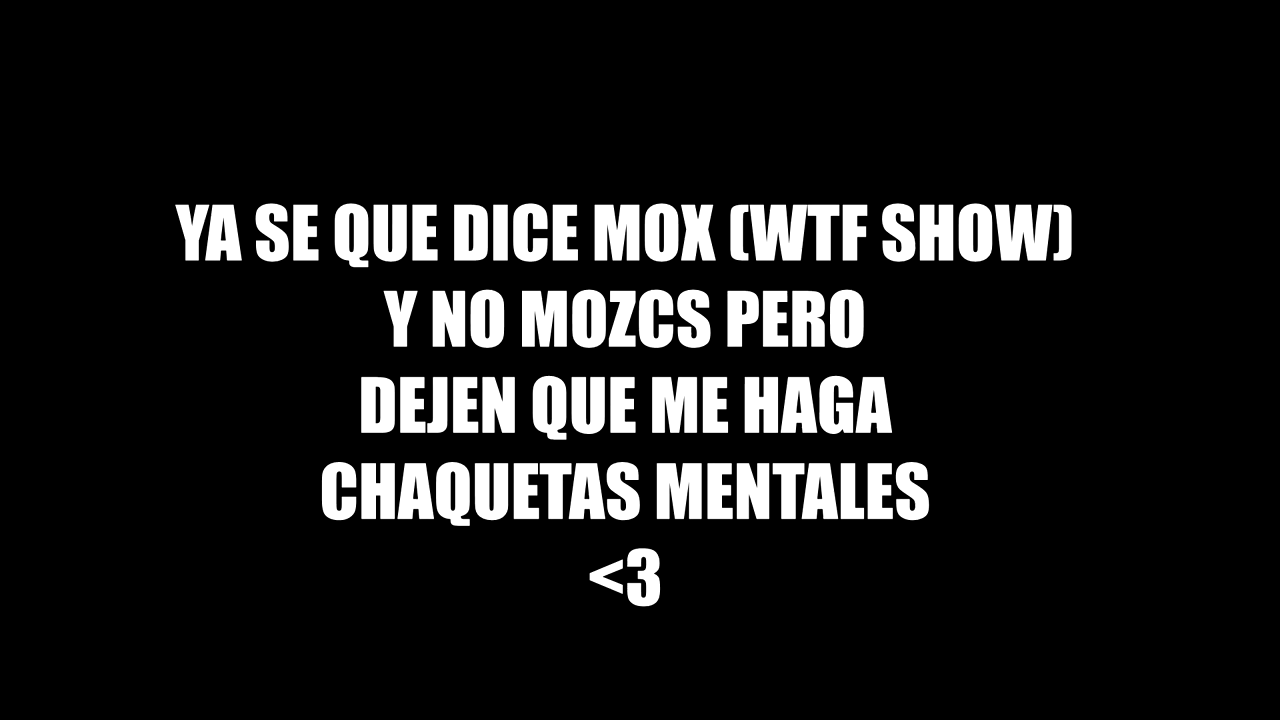 YA SE QUE DICE MOX (WTF SHOW)
Y NO MOZCS PERO
DEJEN QUE ME HAGA
CHAQUETAS MENTALES
<3